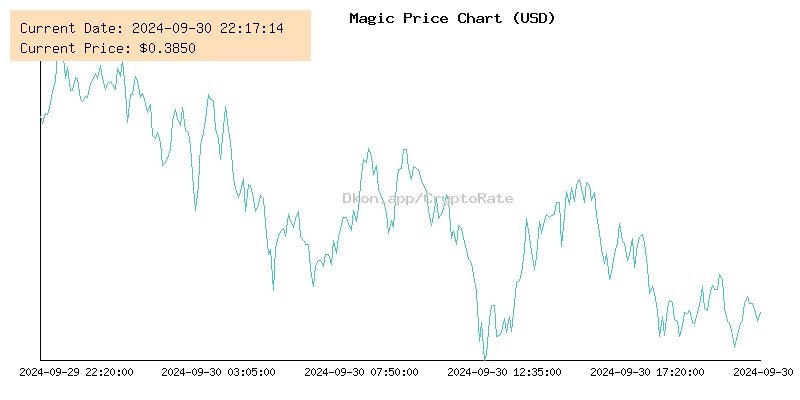 Magic Price Chart (USD)
Current Date: 2024-09-30 22:17:14
Current Price: $0.3850
Dkon.app/CryptoRate
2024-09-29 22:20:00
2024-09-30 03:05:00
2024-09-30 07:50:00
2024-09-30 12:35:00
2024-09-30 17:20:00
2024-09-30